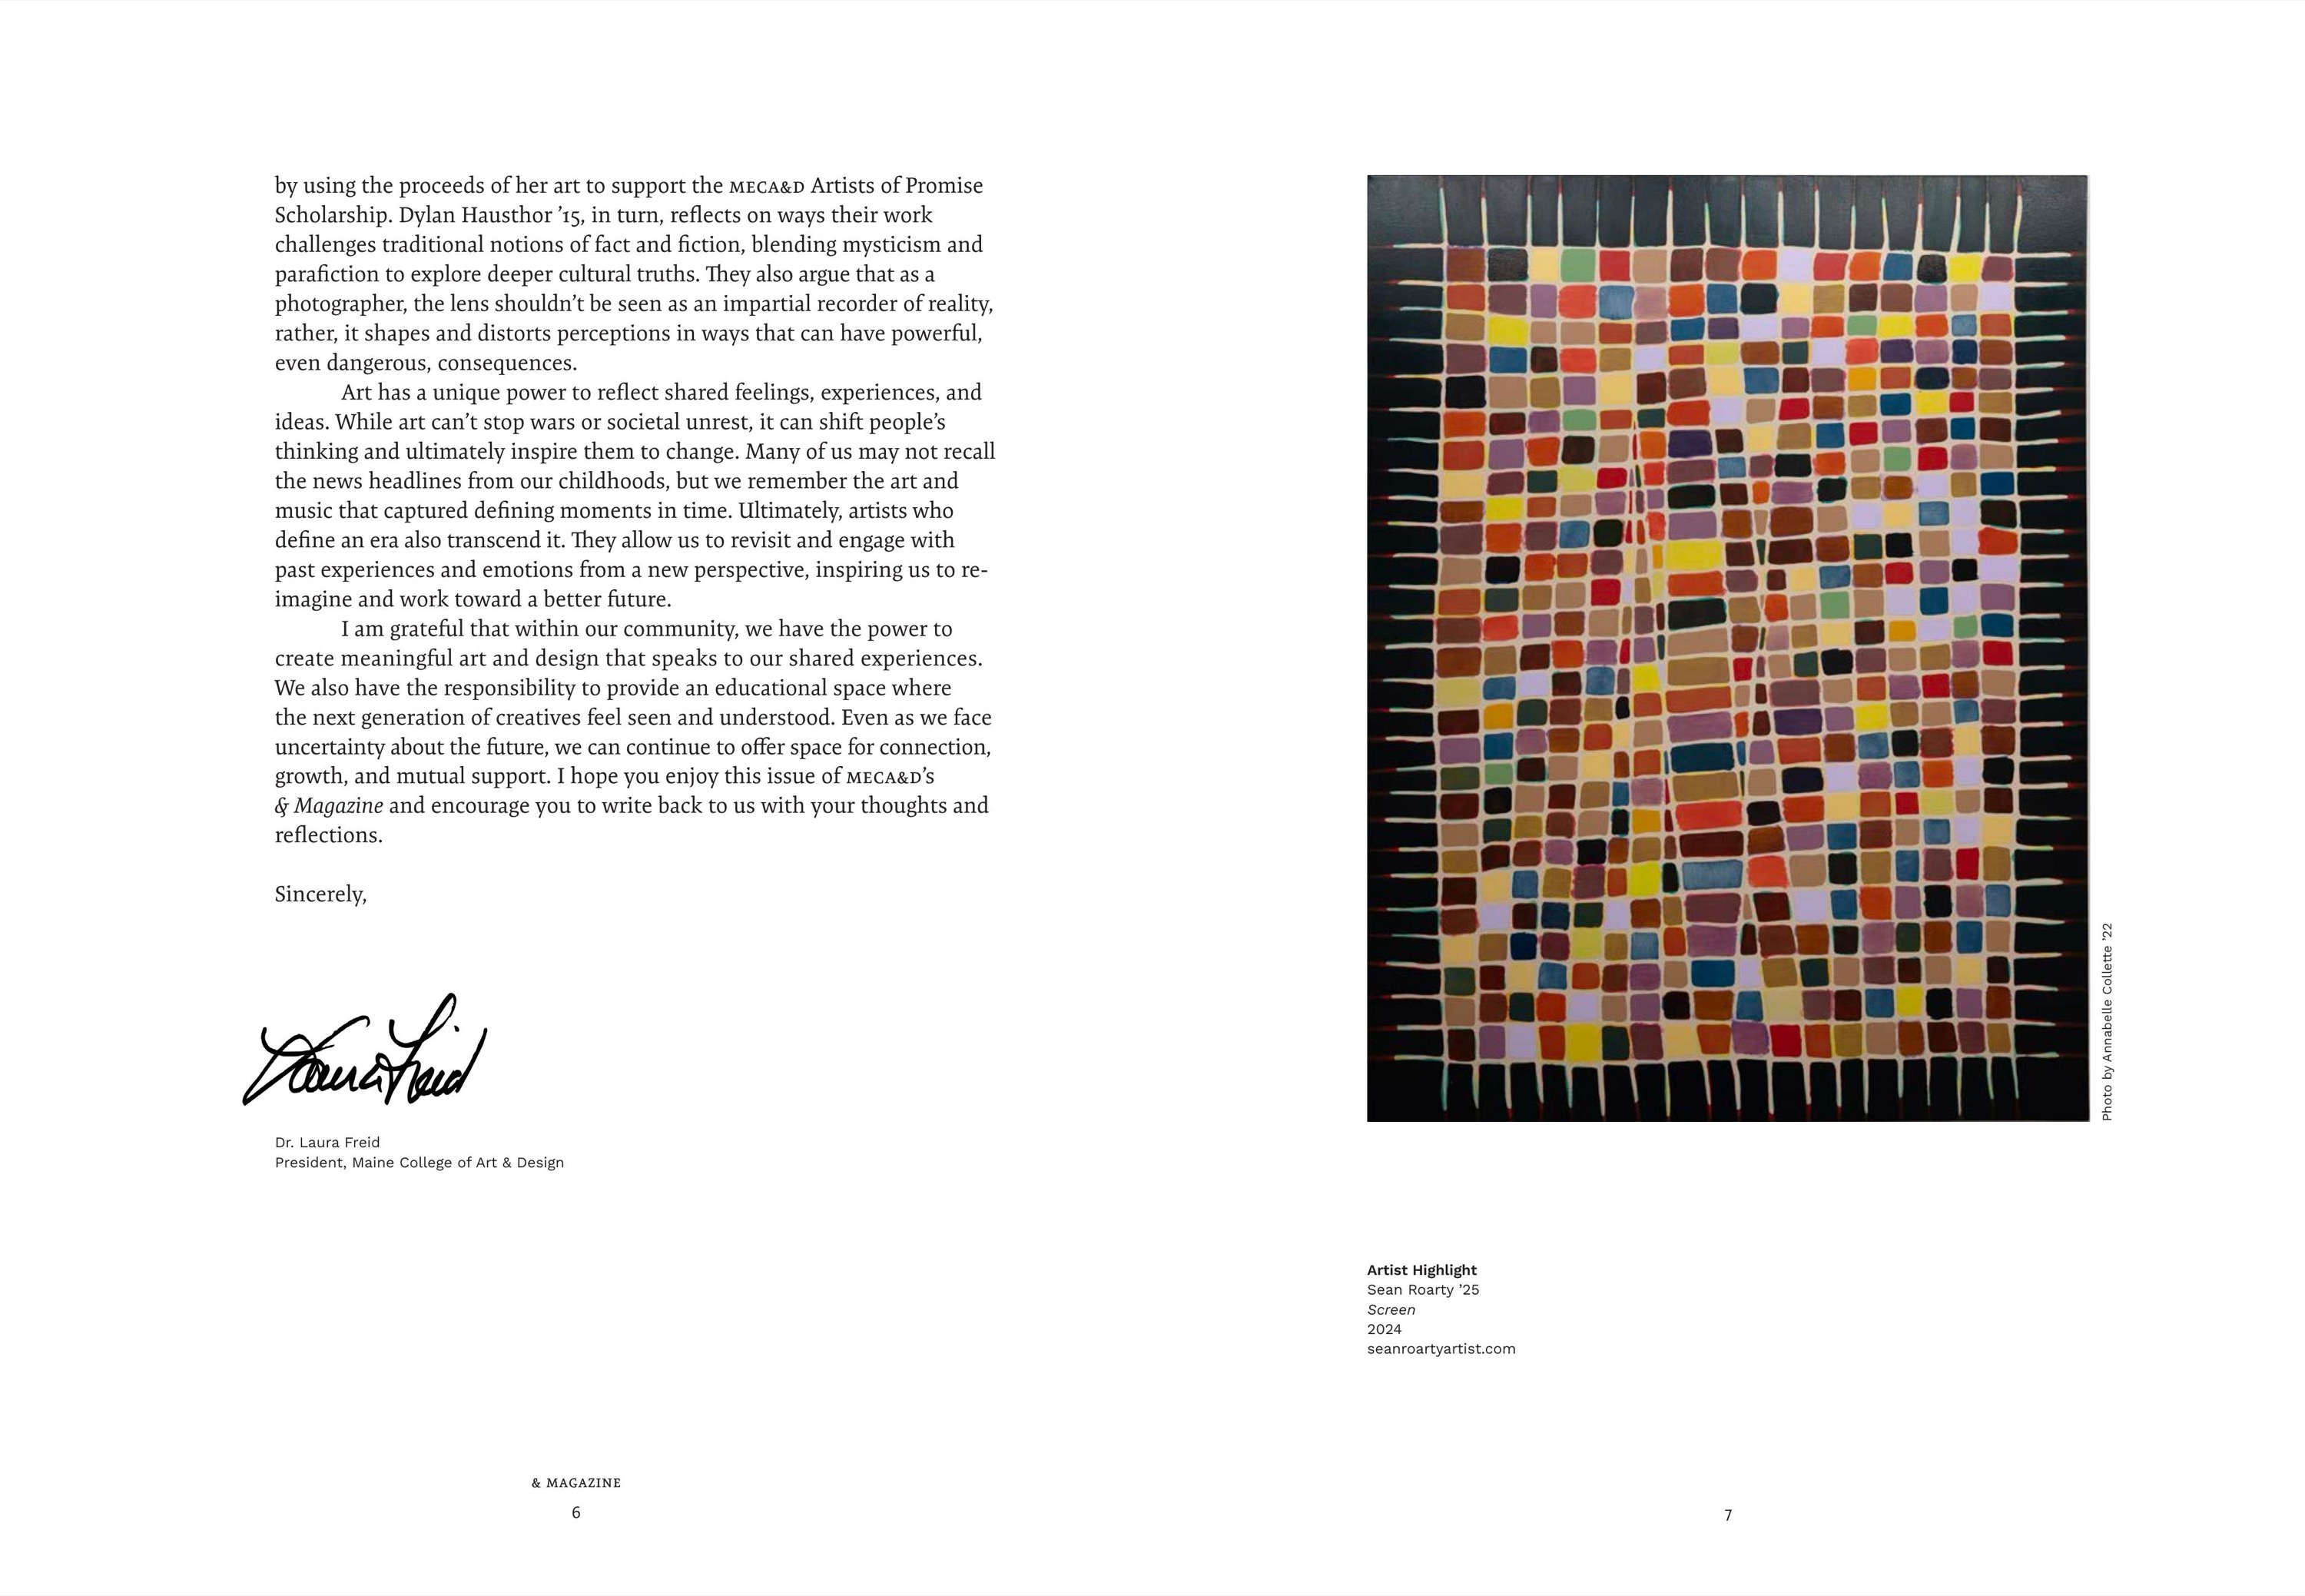 by using the proceeds of her art to support the MECA&D Artists of Promise
Scholarship. Dylan Hausthor ’15, in turn, reflects on ways their work
challenges traditional notions of fact and fiction, blending mysticism and
parafiction to explore deeper cultural truths. They also argue that as a
photographer, the lens shouldn’t be seen as an impartial recorder of reality,
rather, it shapes and distorts perceptions in ways that can have powerful,
even dangerous, consequences.
Art has a unique power to reflect shared feelings, experiences, and
ideas. While art can’t stop wars or societal unrest, it can shift people’s
thinking and ultimately inspire them to change. Many of us may not recall
the news headlines from our childhoods, but we remember the art and
music that captured defining moments in time. Ultimately, artists who
define an era also transcend it. They allow us to revisit and engage with
past experiences and emotions from a new perspective, inspiring us to re-
imagine and work toward a better future.
I am grateful that within our community, we have the power to
create meaningful art and design that speaks to our shared experiences.
We also have the responsibility to provide an educational space where
the next generation of creatives feel seen and understood. Even as we face
uncertainty about the future, we can continue to offer space for connection,
growth, and mutual support. I hope you enjoy this issue of MECA&D’s
& Magazine and encourage you to write back to us with your thoughts and
reflections.
Sincerely,
Laura Freid
Dr. Laura Freid
President, Maine College of Art & Design
& MAGAZINE
6
Photo by Annabelle Collette ’22
Artist Highlight
Sean Roarty ’25
Screen
2024
seanroartyartist.com
7